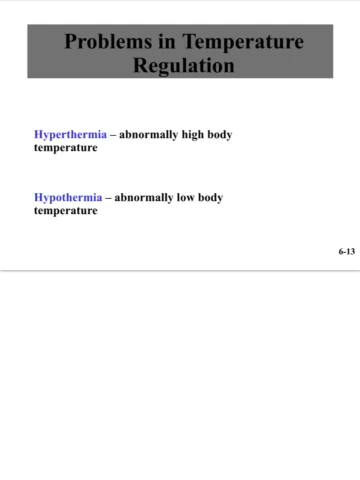 Problems in Temperature
Regulation
Hyperthermia – abnormally high body
temperature
Hypothermia – abnormally low body
temperature
6-13